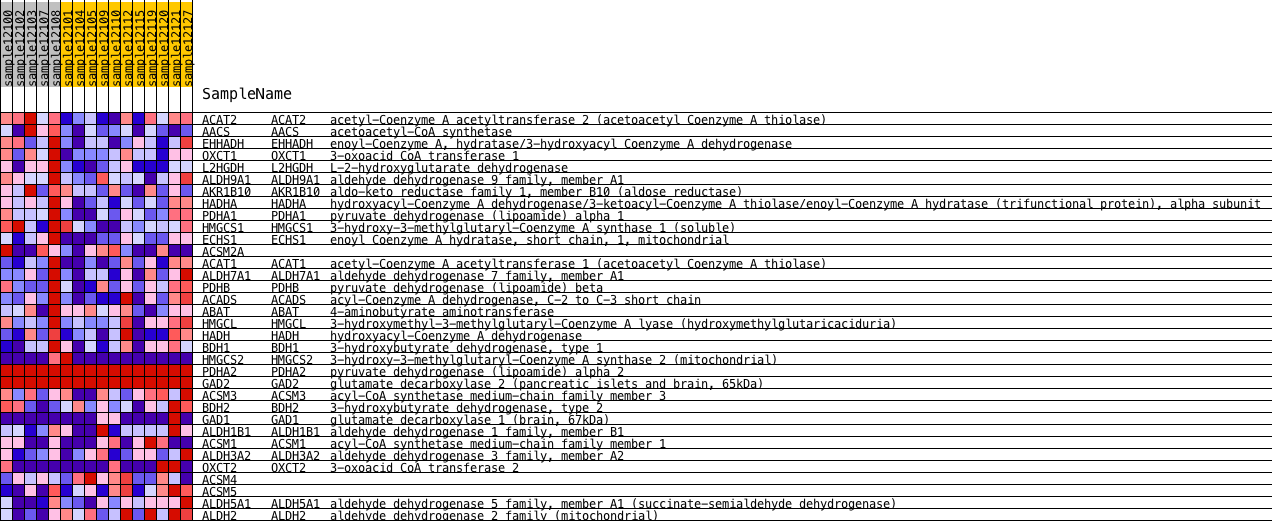 sample12100
sample12102
sample12103
sample12107
sample12108
sample12101
sample12104
sample12105
sample12109
sample12110
sample12112
sample12115
sample12119
sample12120
sample12121
sample12127
SampleName
ACAT2 ACAT2 acetyl-Coenzyme A acetyltransferase 2 (acetoacetyl Coenzyme A thiolase)
AACS AACS acetoacetyl-CoA synthetase
EHHADH EHHADH enoyl-Coenzyme A, hydratase/3-hydroxyacyl Coenzyme A dehydrogenase
OXCT1 OXCT1 3-oxoacid CoA transferase 1
L2HGDH L2HGDH L-2-hydroxyglutarate dehydrogenase
ALDH9A1 ALDH9A1 aldehyde dehydrogenase 9 family, member A1
AKR1B10 AKR1B10 aldo-keto reductase family 1, member B10 (aldose reductase)
HADHA HADHA hydroxyacyl-Coenzyme A dehydrogenase/3-ketoacyl-Coenzyme A thiolase/enoyl-Coenzyme A hydratase (trifunctional protein), alpha subunit
PDHA1 PDHA1 pyruvate dehydrogenase (lipoamide) alpha 1
HMGCS1 HMGCS1 3-hydroxy-3-methylglutaryl-Coenzyme A synthase 1 (soluble)
ECHS1 ECHS1 enoyl Coenzyme A hydratase, short chain, 1, mitochondrial
ACSM2A
ACAT1 ACAT1 acetyl-Coenzyme A acetyltransferase 1 (acetoacetyl Coenzyme A thiolase)
ALDH7A1 ALDH7A1 aldehyde dehydrogenase 7 family, member A1
PDHB PDHB pyruvate dehydrogenase (lipoamide) beta
ACADS ACADS acyl-Coenzyme A dehydrogenase, C-2 to C-3 short chain
ABAT ABAT 4-aminobutyrate aminotransferase
HMGCL HMGCL 3-hydroxymethyl-3-methylglutaryl-Coenzyme A lyase (hydroxymethylglutaricaciduria)
HADH HADH hydroxyacyl-Coenzyme A dehydrogenase
BDH1 BDH1 3-hydroxybutyrate dehydrogenase, type 1
HMGCS2 HMGCS2 3-hydroxy-3-methylglutaryl-Coenzyme A synthase 2 (mitochondrial)
PDHA2 PDHA2 pyruvate dehydrogenase (lipoamide) alpha 2
GAD2 GAD2 glutamate decarboxylase 2 (pancreatic islets and brain, 65kDa)
ACSM3 ACSM3 acyl-CoA synthetase medium-chain family member 3
BDH2 BDH2 3-hydroxybutyrate dehydrogenase, type 2
GAD1 GAD1 glutamate decarboxylase 1 (brain, 67kDa)
ALDH1B1 ALDH1B1 aldehyde dehydrogenase 1 family, member B1
ACSM1 ACSM1 acyl-CoA synthetase medium-chain family member 1
ALDH3A2 ALDH3A2 aldehyde dehydrogenase 3 family, member A2
OXCT2 OXCT2 3-oxoacid CoA transferase 2
ACSM4
ACSM5
ALDH5A1 ALDH5A1 aldehyde dehydrogenase 5 family, member A1 (succinate-semialdehyde dehydrogenase)
ALDH2 ALDH2 aldehyde dehydrogenase 2 family (mitochondrial)